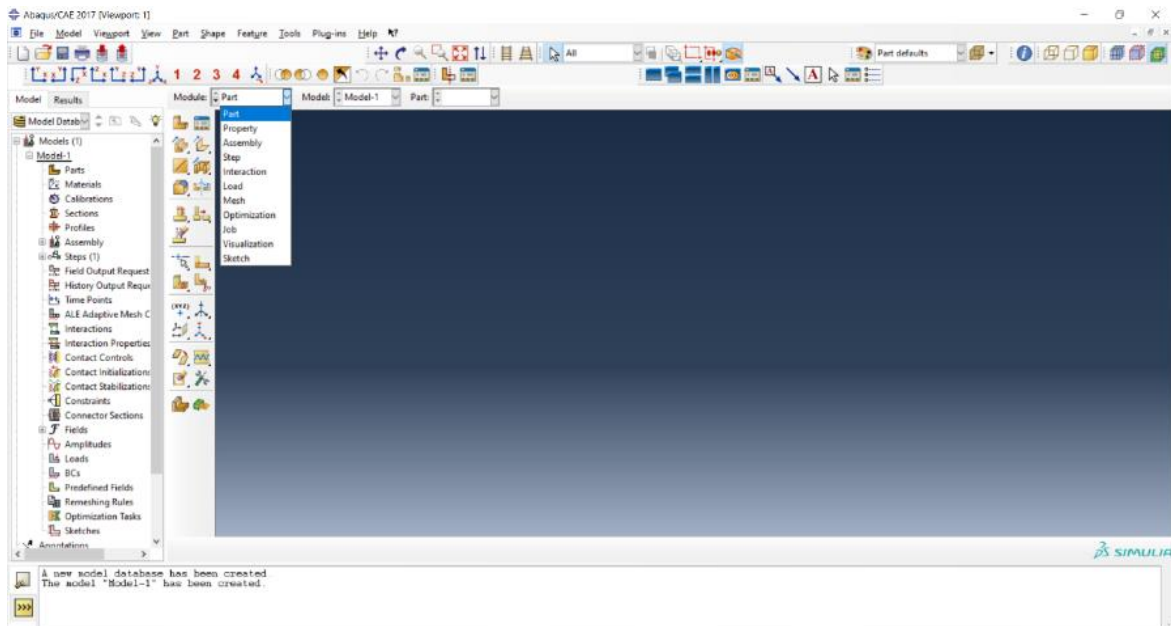 Abaqus/CAE 2017 [Viewport: 1]
File Model Viewport View Part Shape Feature Tools Plug-ins Help
All Part defaults
1 2 3 4
Model Results Module: Part Model: Model-1 Part:
Model Datab
Models (1)
Model-1
Parts
Materials
Calibrations
Sections
Profiles
Assembly
Steps (1)
Field Output Request
History Output Reque
Time Points
ALE Adaptive Mesh C
Interactions
Interaction Properties
Contact Controls
Contact Initializations
Contact Stabilizations
Constraints
Connector Sections
Fields
Amplitudes
Loads
BCs
Predefined Fields
Remeshing Rules
Optimization Tasks
Sketches
Annotations
Part
Property
Assembly
Step
Interaction
Load
Mesh
Optimization
Job
Visualization
Sketch
(XYZ)
SIMULIA
A new model database has been created.
The model "Model-1" has been created.
>>>